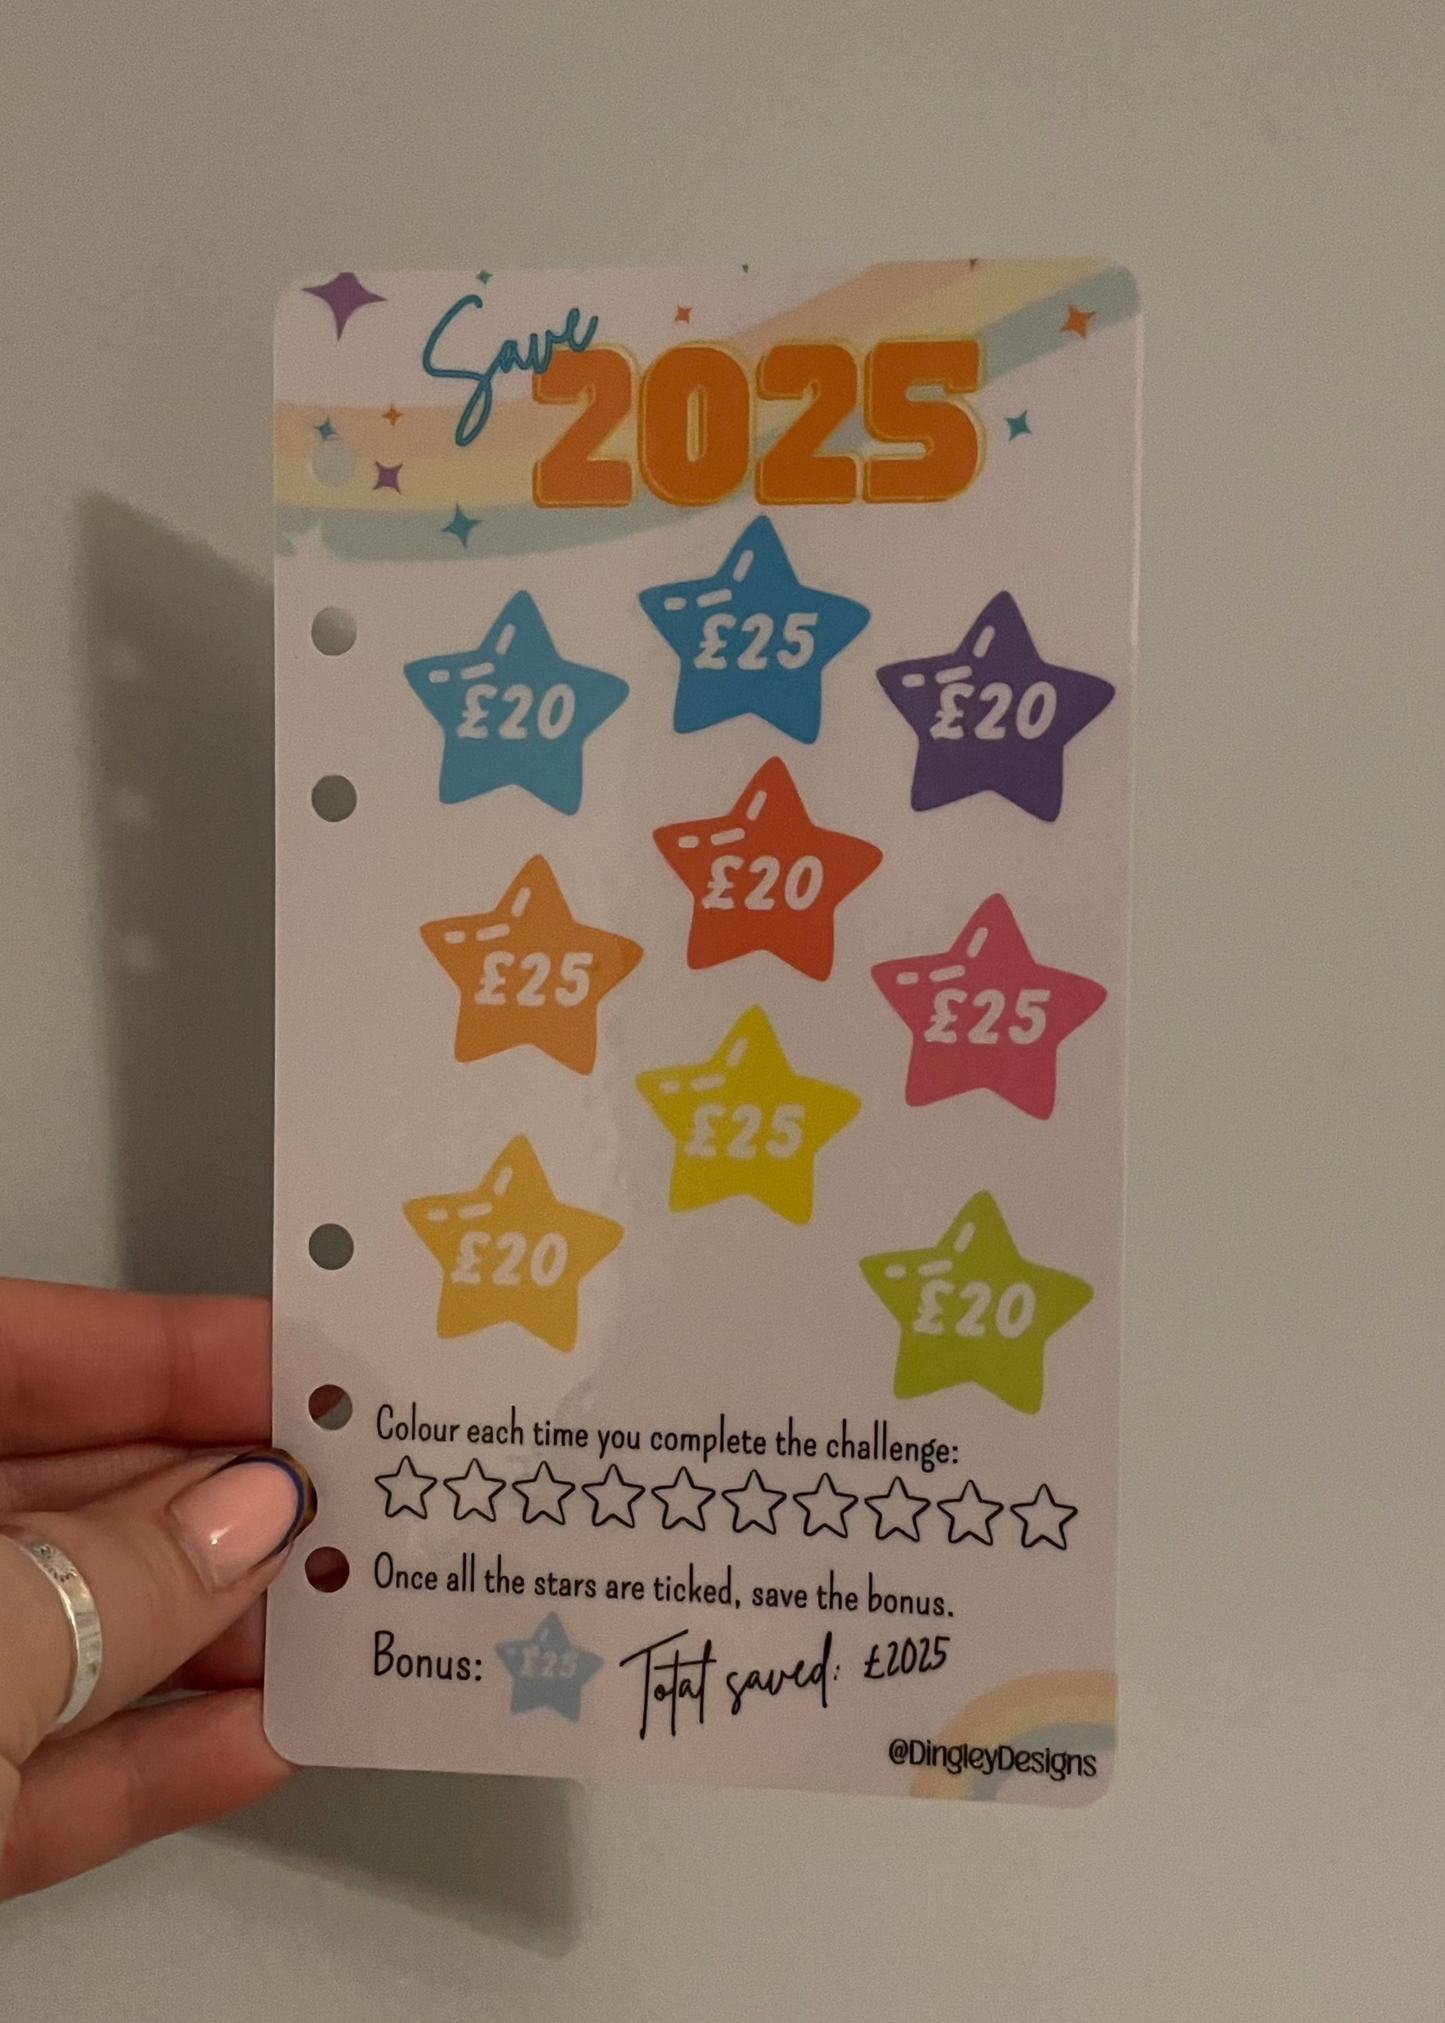 Save
2025
£25
£20
£20
£20
£25
£25
£25
£20
£20
Colour each time you complete the challenge:
Once all the stars are ticked, save the bonus.
Bonus: £25 Total saved: £2025
@DingleyDesigns